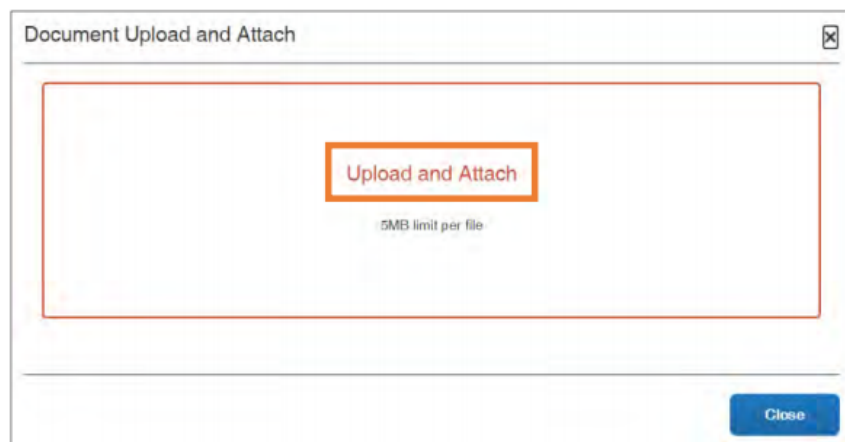 Document Upload and Attach
Upload and Attach
5MB limit per file
Close